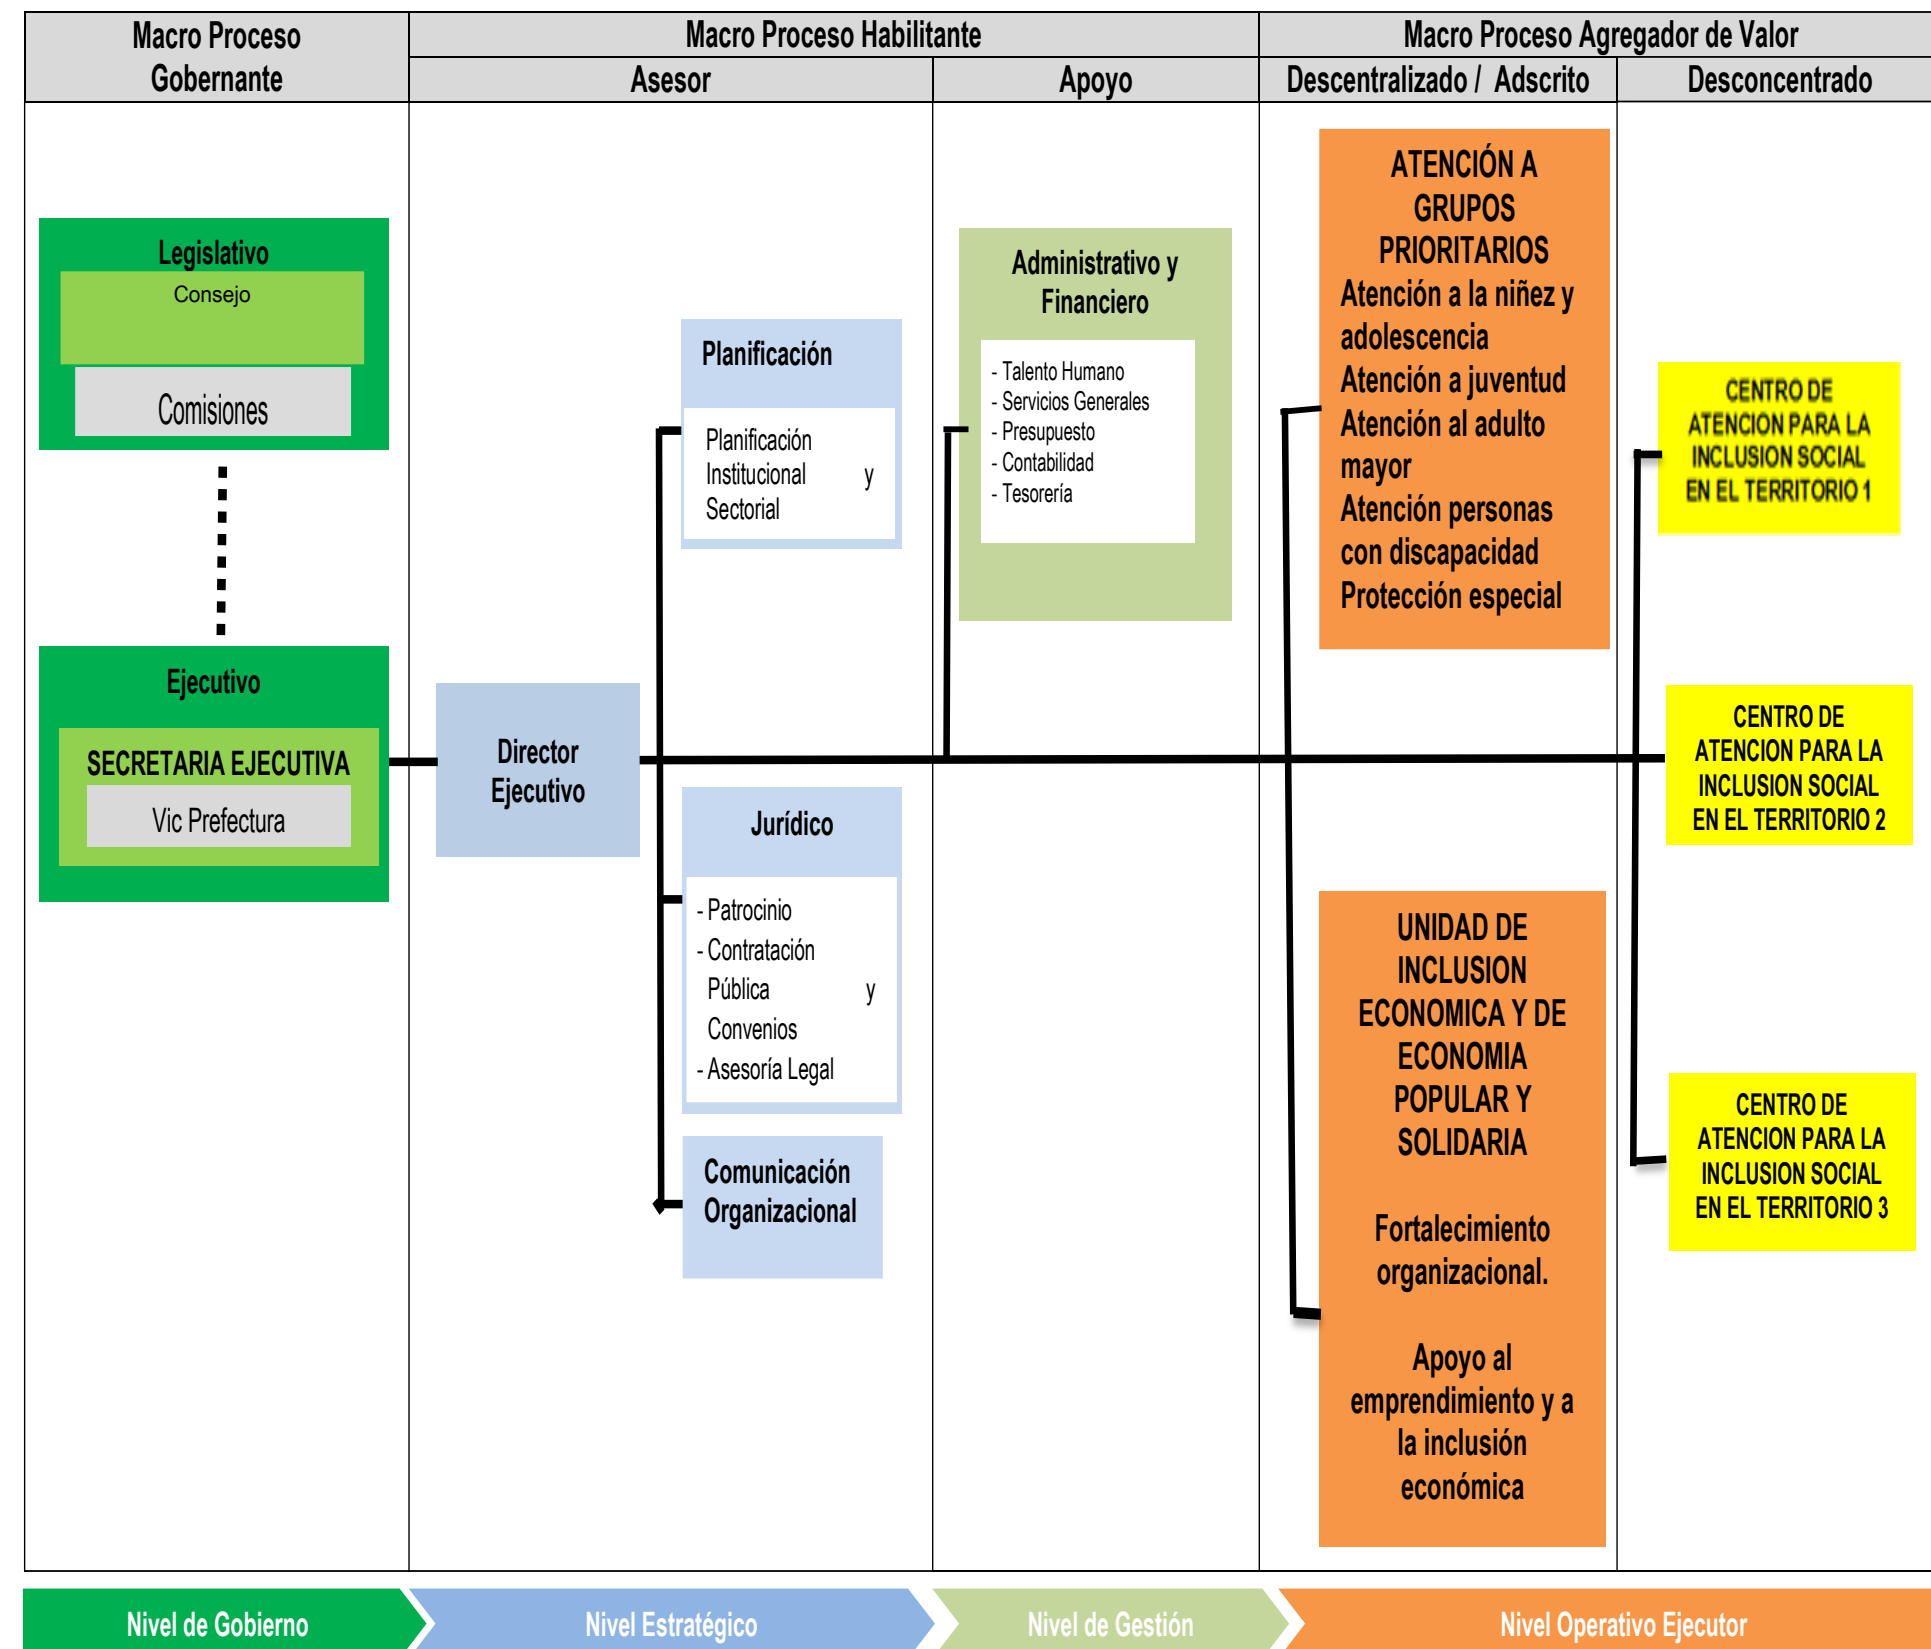 Macro Proceso
Gobernante
Macro Proceso Habilitante
Macro Proceso Agregador de Valor
Asesor
Apoyo
Descentralizado / Adscrito
Desconcentrado
Legislativo
Consejo
Comisiones
Ejecutivo
SECRETARIA EJECUTIVA
Vic Prefectura
Director
Ejecutivo
Planificación
Planificación
Institucional y
Sectorial
Jurídico
- Patrocinio
- Contratación
Pública y
Convenios
- Asesoría Legal
Comunicación
Organizacional
Administrativo y
Financiero
- Talento Humano
- Servicios Generales
- Presupuesto
- Contabilidad
- Tesorería
ATENCIÓN A
GRUPOS
PRIORITARIOS
Atención a la niñez y
adolescencia
Atención a juventud
Atención al adulto
mayor
Atención personas
con discapacidad
Protección especial
UNIDAD DE
INCLUSION
ECONOMICA Y DE
ECONOMIA
POPULAR Y
SOLIDARIA
Fortalecimiento
organizacional.
Apoyo al
emprendimiento y a
la inclusión
económica
CENTRO DE
ATENCION PARA LA
INCLUSION SOCIAL
EN EL TERRITORIO 1
CENTRO DE
ATENCION PARA LA
INCLUSION SOCIAL
EN EL TERRITORIO 2
CENTRO DE
ATENCION PARA LA
INCLUSION SOCIAL
EN EL TERRITORIO 3
Nivel de Gobierno
Nivel Estratégico
Nivel de Gestión
Nivel Operativo Ejecutor